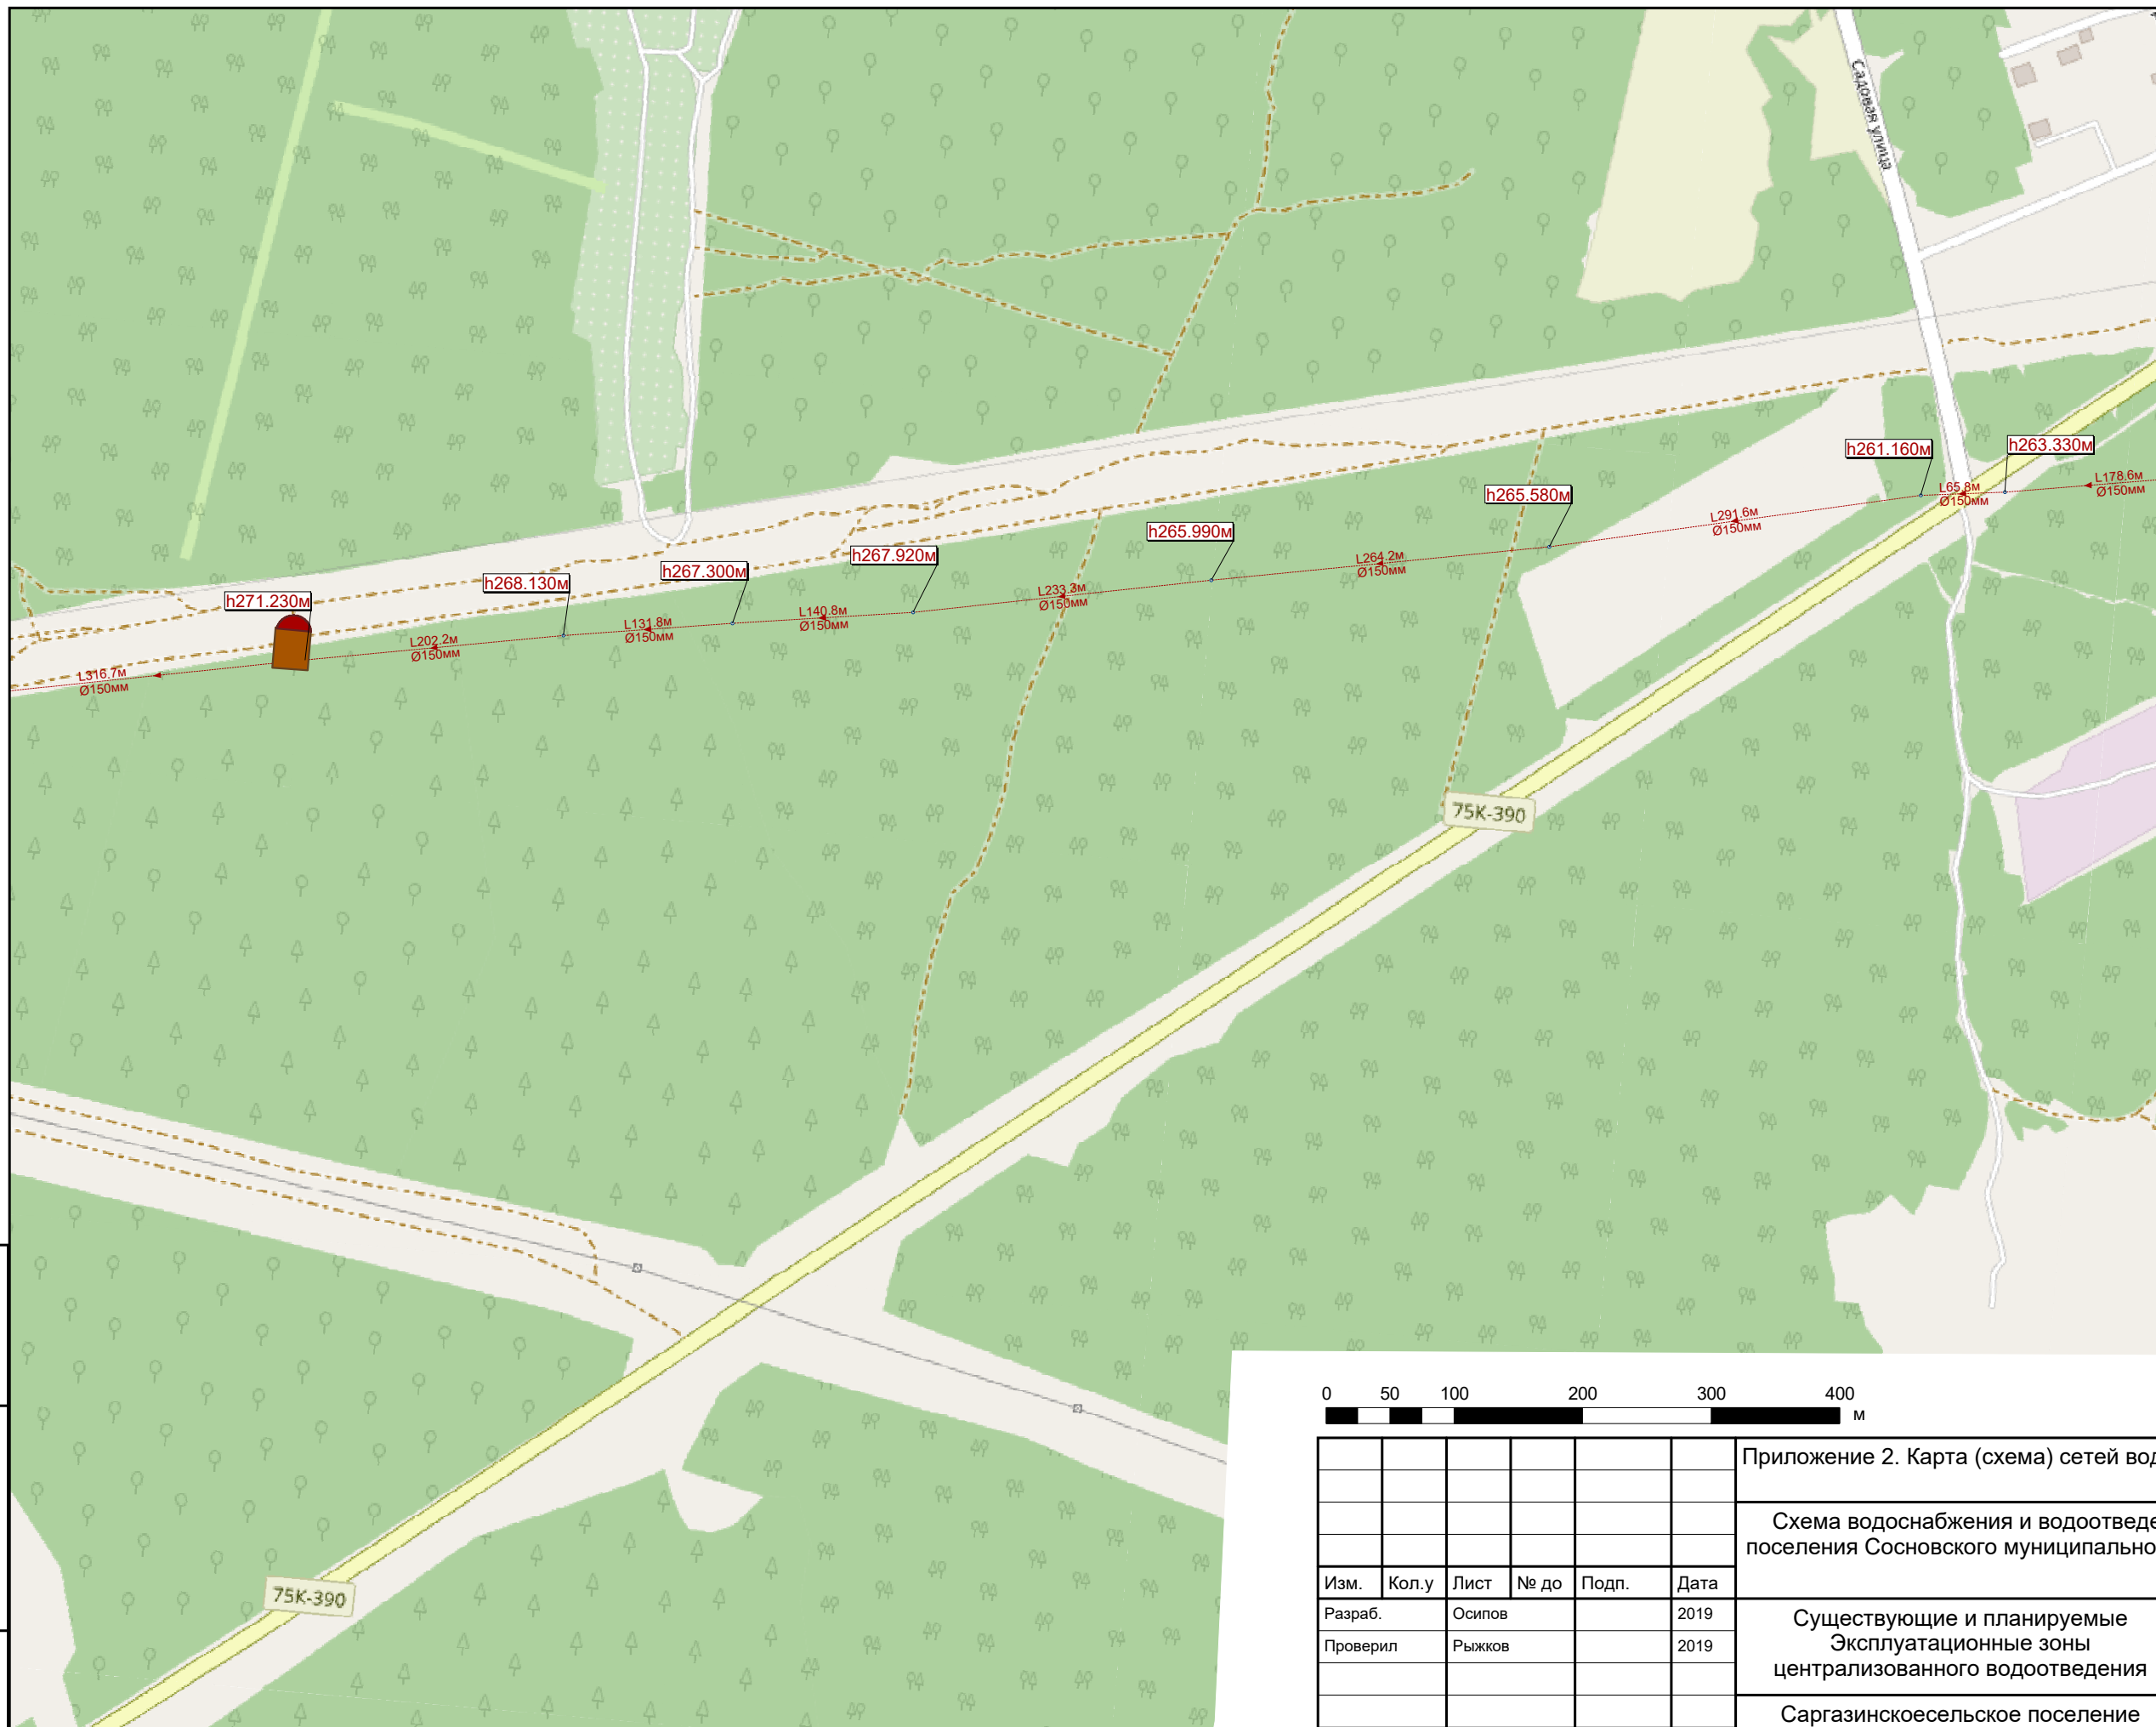 Садовая улица
h261.160м
h263.330м
L178.6м
Ø150мм
L65.8м
Ø150мм
h265.580м
L291.6м
Ø150мм
h265.990м
L264.2м
Ø150мм
h267.920м
L233.3м
Ø150мм
h267.300м
L140.8м
Ø150мм
h268.130м
L131.8м
Ø150мм
h271.230м
L202.2м
Ø150мм
L316.7м
Ø150мм
75К-390
75К-390
0 50 100 200 300 400
м
Приложение 2. Карта (схема) сетей вод
Схема водоснабжения и водоотведе
поселения Сосновского муниципально
Изм. Кол.у Лист № до Подп. Дата
Разраб. Осипов 2019
Проверил Рыжков 2019
Существующие и планируемые
Эксплуатационные зоны
централизованного водоотведения
Саргазинскоесельское поселение